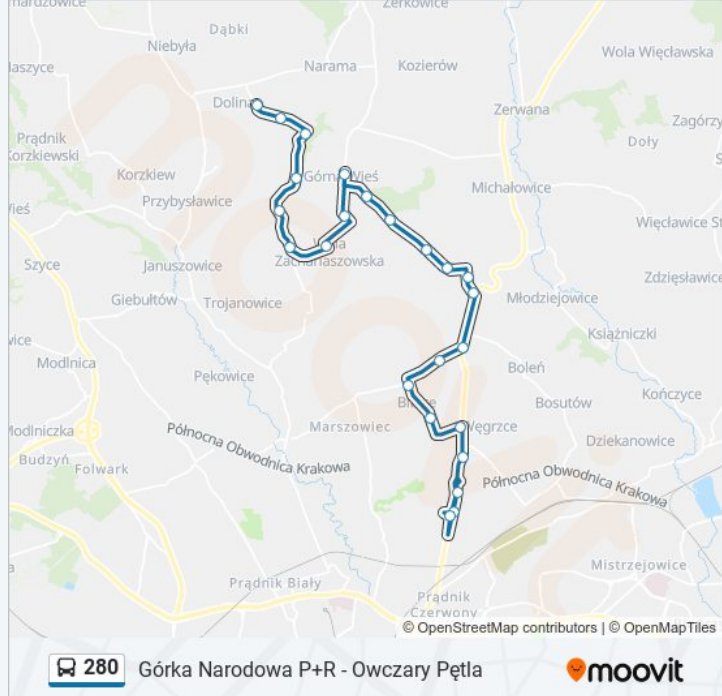 Żerkowice
Dąbki
Niebyła
Narama
Kozierów
Wola Więcławska
Dolina
Zerwana
Prądnik
Korzkiewski
Doły
Korzkiew
Górna Wieś
Michałowice
Przybysławice
Więcławice St
Szyce
Januszowice
Zachariaszowska
Zdzięsławice
Giebułtów
Trojanowice
Młodziejowice
Książniczki
Modlnica
Pękowice
Boleń
Kończyce
Bosutów
Modlniczka
Marszowiec
Węgrzce
Dziekanowice
Północna Obwodnica Krakowa
Budzyń
Folwark
Północna Obwodnica Krakowa
Mistrzejowice
Prądnik Biały
Prądnik
Czerwony
© OpenStreetMap contributors | © OpenMapTiles
280 Górka Narodowa P+R - Owczary Pętla
moovit